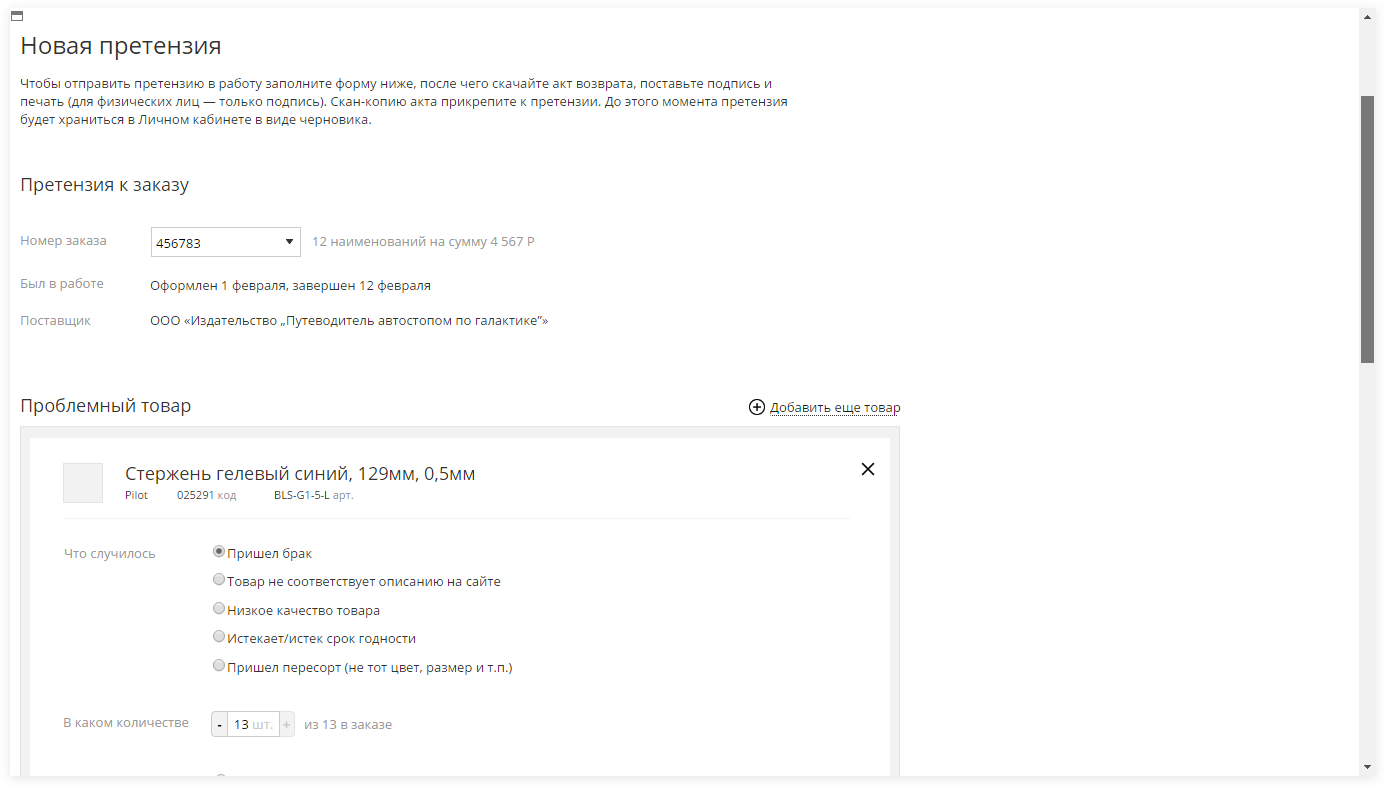 Новая претензия
Чтобы отправить претензию в работу заполните форму ниже, после чего скачайте акт возврата, поставьте подпись и
печать (для физических лиц — только подпись). Скан-копию акта прикрепите к претензии. До этого момента претензия
будет храниться в Личном кабинете в виде черновика.
Претензия к заказу
Номер заказа 456783 12 наименований на сумму 4 567 Р
Был в работе Оформлен 1 февраля, завершен 12 февраля
Поставщик ООО «Издательство „Путеводитель автостопом по галактике“»
Проблемный товар Добавить еще товар
Стержень гелевый синий, 129мм, 0,5мм
Pilot 025291 код BLS-G1-5-L арт.
Что случилось Пришел брак
Товар не соответствует описанию на сайте
Низкое качество товара
Истекает/истек срок годности
Пришел пересорт (не тот цвет, размер и т.п.)
В каком количестве - 13 шт. + из 13 в заказе